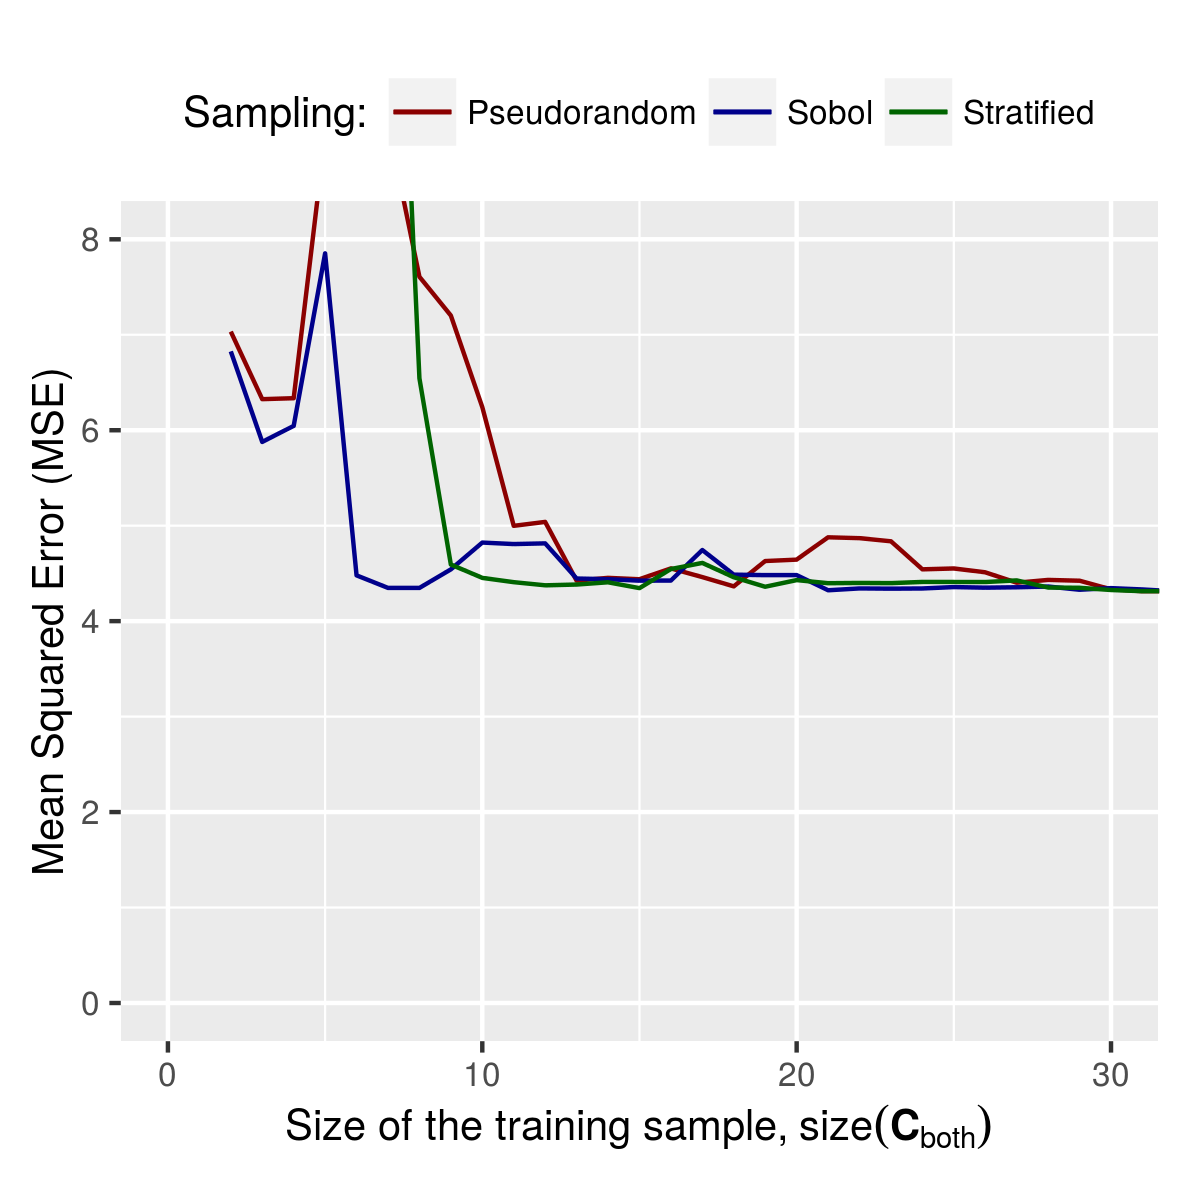 Sampling: Pseudorandom Sobol Stratified
Mean Squared Error (MSE)
8
6
4
2
0
0 10 20 30
Size of the training sample, size(C_both)